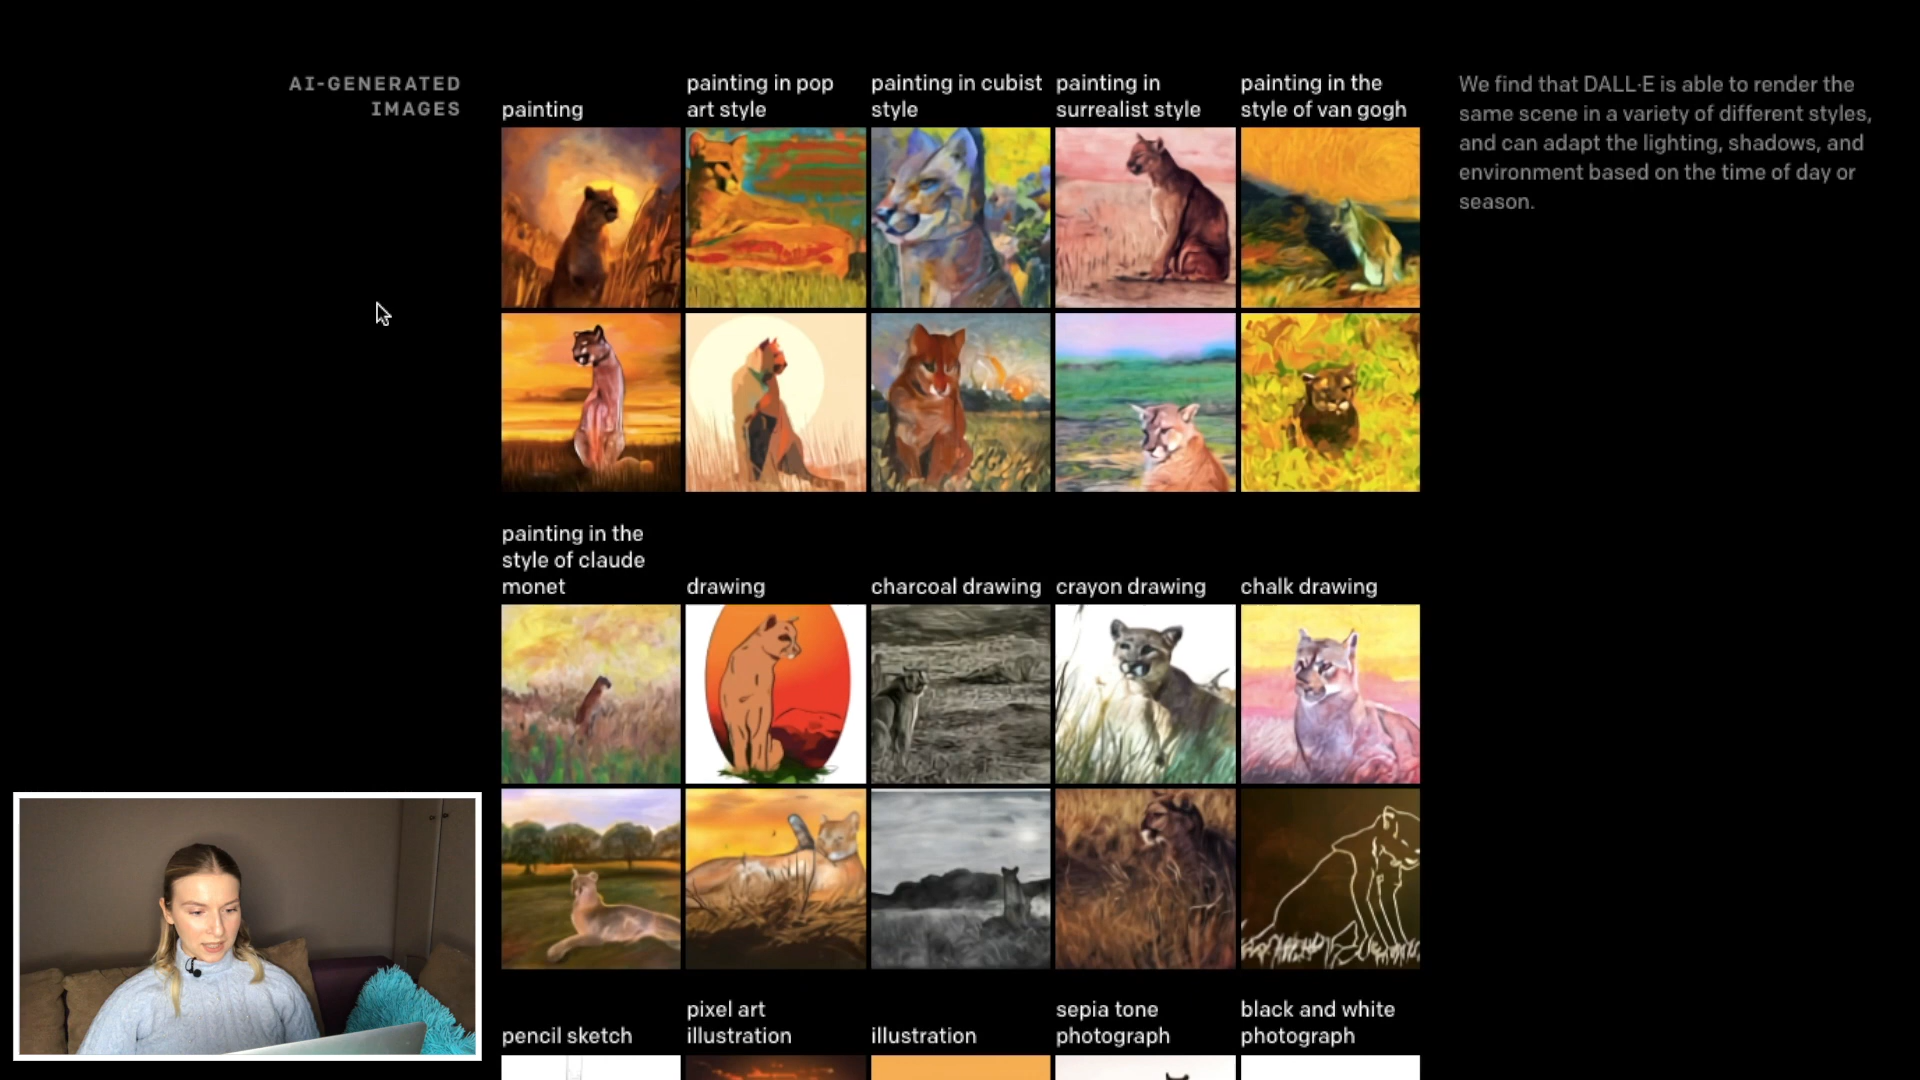 AI-GENERATED
IMAGES
painting
painting in pop
art style
painting in cubist
style
painting in
surrealist style
painting in the
style of van gogh
We find that DALL·E is able to render the
same scene in a variety of different styles,
and can adapt the lighting, shadows, and
environment based on the time of day or
season.
painting in the
style of claude
monet
drawing
charcoal drawing
crayon drawing
chalk drawing
pencil sketch
pixel art
illustration
illustration
sepia tone
photograph
black and white
photograph